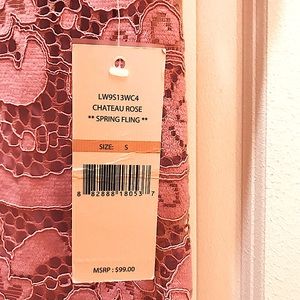 LW9S13WC4
CHATEAU ROSE
** SPRING FLING **
SIZE: S
8 82888 18053 7
MSRP : $99.00